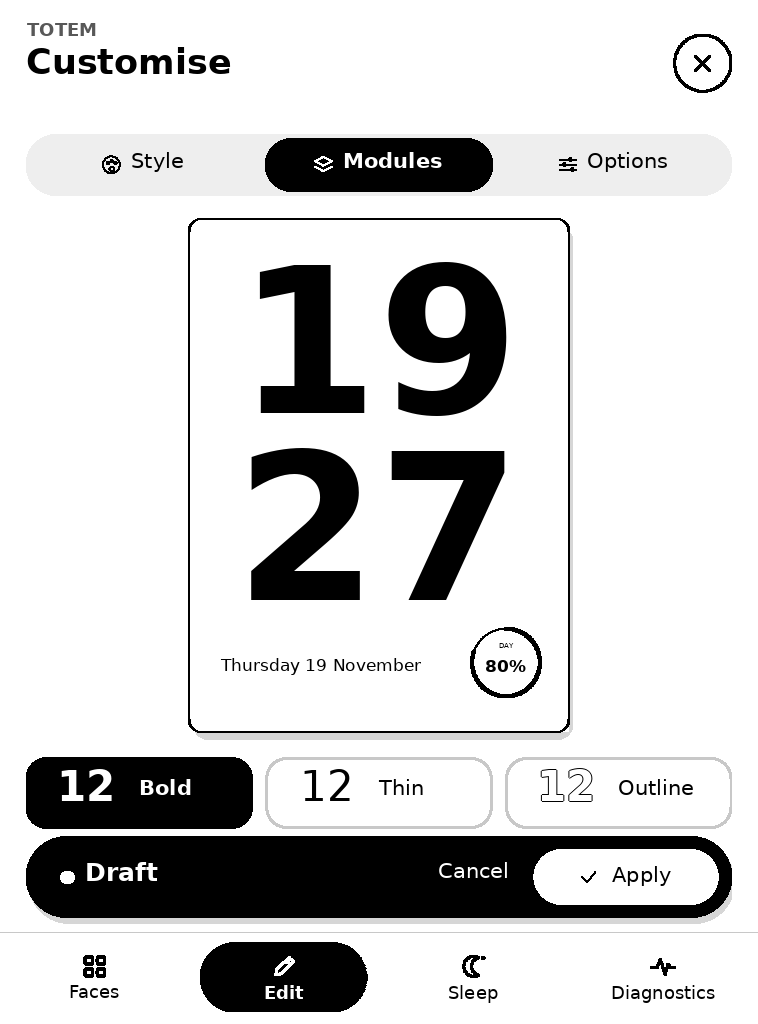 TOTEM
Customise
Style
Modules
Options
19
27
Thursday 19 November
DAY
80%
12 Bold
12 Thin
12 Outline
Draft
Cancel
Apply
Faces
Edit
Sleep
Diagnostics